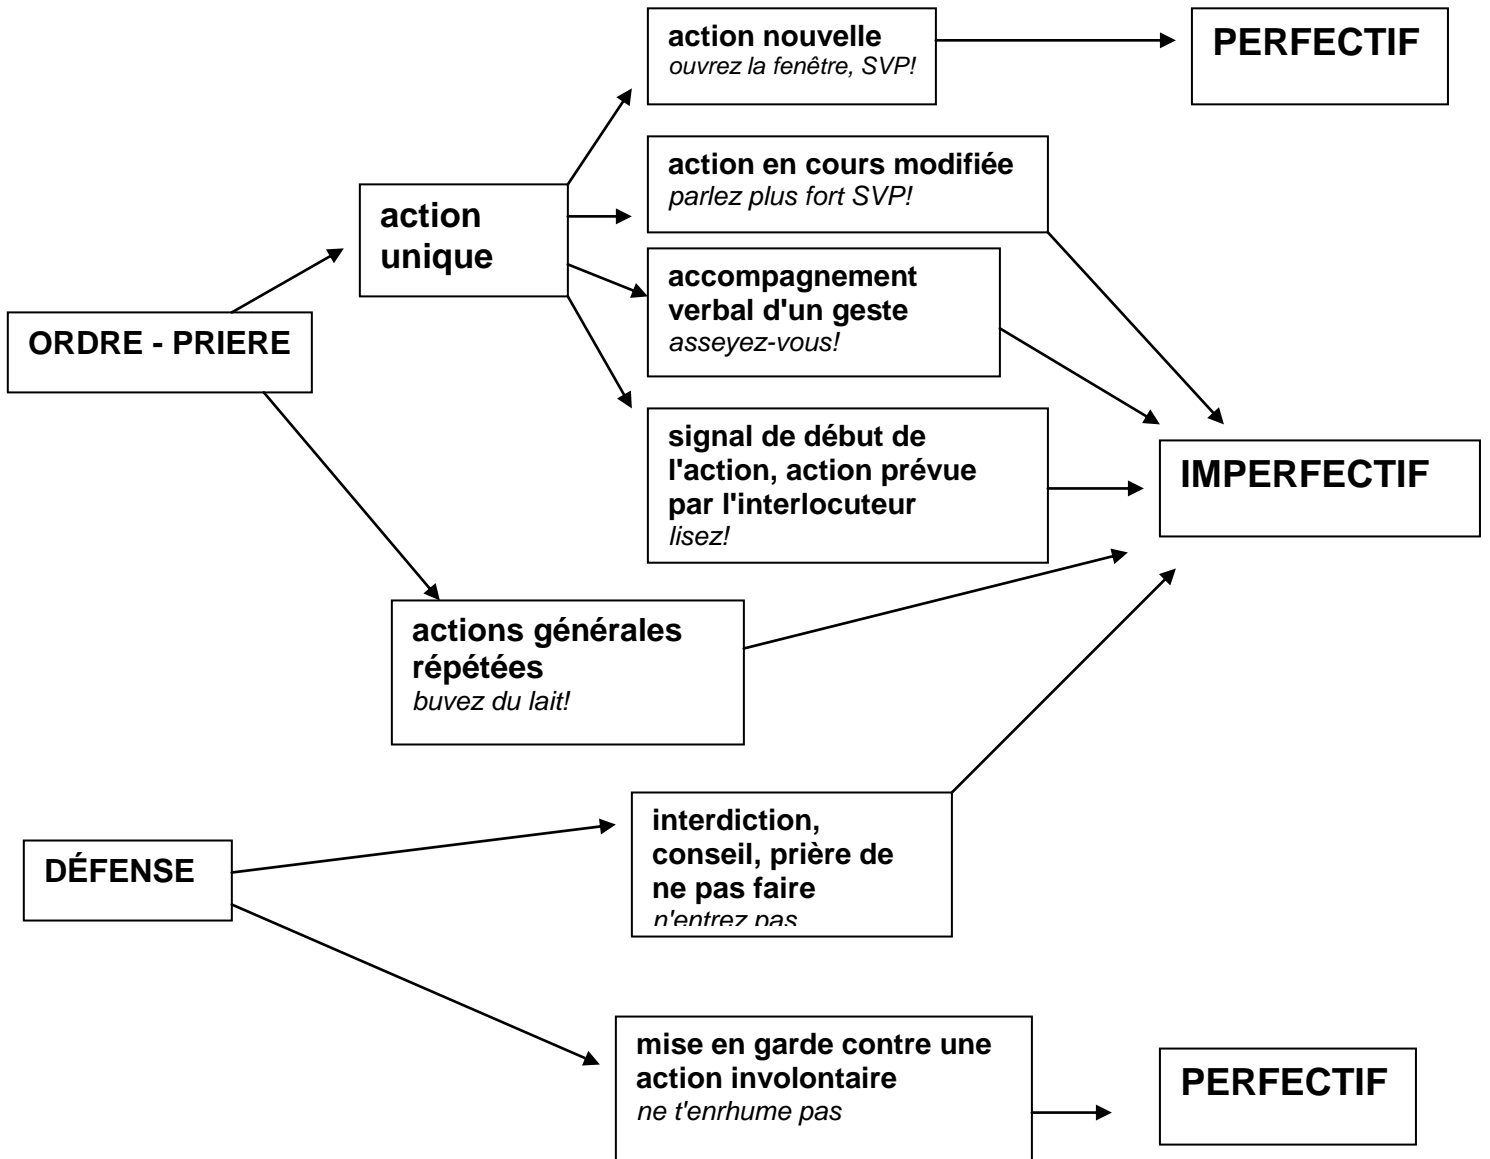 action nouvelle
ouvrez la fenêtre, SVP!
PERFECTIF
action en cours modifiée
parlez plus fort SVP!
action
unique
accompagnement
verbal d'un geste
asseyez-vous!
ORDRE - PRIERE
signal de début de
l'action, action prévue
par l'interlocuteur
lisez!
IMPERFECTIF
actions générales
répétées
buvez du lait!
interdiction,
conseil, prière de
ne pas faire
n'entrez pas
DÉFENSE
mise en garde contre une
action involontaire
ne t'enrhume pas
PERFECTIF